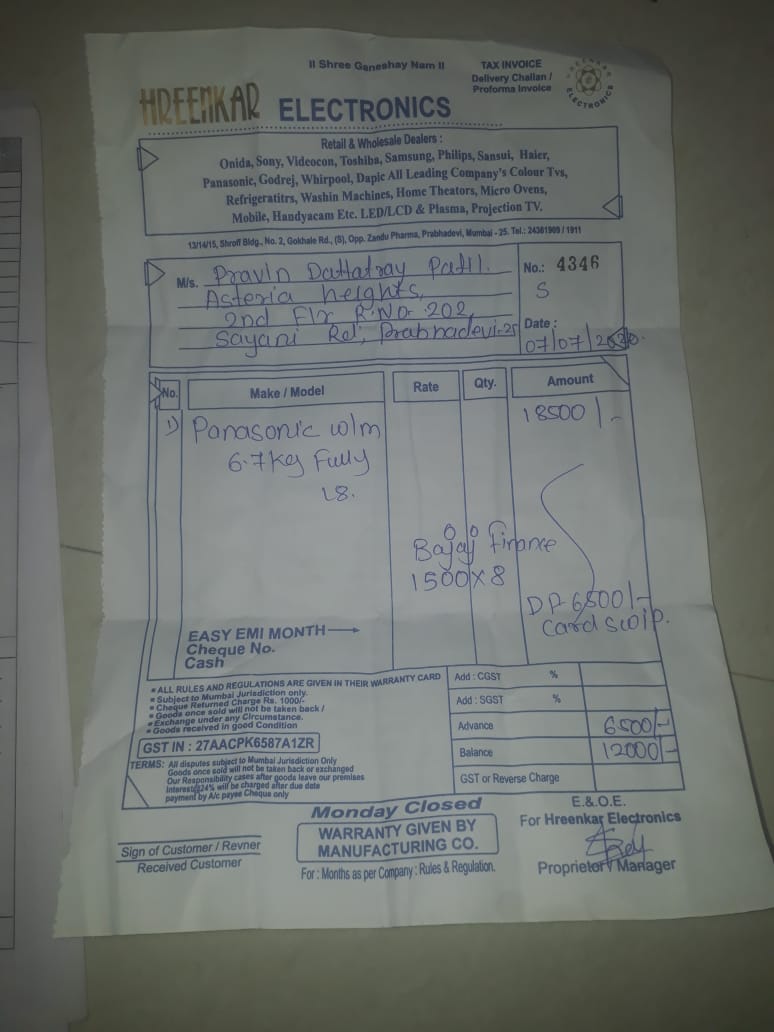 II Shree Ganeshay Nam II
TAX INVOICE
Delivery Challan /
Proforma Invoice
HREENKAR ELECTRONICS
HREENKAR ELECTRONICS
Retail & Wholesale Dealers :
Onida, Sony, Videocon, Toshiba, Samsung, Philips, Sansui, Haier,
Panasonic, Godrej, Whirpool, Dapic All Leading Company's Colour Tvs,
Refrigeratitrs, Washin Machines, Home Theators, Micro Ovens,
Mobile, Handyacam Etc. LED/LCD & Plasma, Projection TV.
13/14/15, Shroff Bldg., No. 2, Gokhale Rd., (S), Opp. Zandu Pharma, Prabhadevi, Mumbai - 25. Tel.: 24361909 / 1911
M/s. Pravin Dattatray Patil.
Asteria heights,
2nd Flr R.NO. 202,
Sayani Rd, Prabhadevi-25
No.: 4346
S
Date :
07/07/2020.
No. Make / Model Rate Qty. Amount
1) Panasonic w/m 18500/-
6.7kg Fully
L8.
Bajaj Finance
1500x8
DP-6500/-
Card swip.
EASY EMI MONTH
Cheque No.
Cash
ALL RULES AND REGULATIONS ARE GIVEN IN THEIR WARRANTY CARD
Subject to Mumbai Jurisdiction only.
Cheque Returned Charge Rs. 1000/-
Goods once sold will not be taken back /
Exchange under any Circumstance.
Goods received in good Condition
GST IN : 27AACPK6587A1ZR
TERMS: All disputes subject to Mumbai Jurisdiction Only
Goods once sold will not be taken back or exchanged
Our Responsibility cases after goods leave our premises
Interest@24% will be charged after due date
payment by A/c payee Cheque only
Add : CGST %
Add : SGST %
Advance 6500/-
Balance 12000/-
GST or Reverse Charge
Monday Closed
WARRANTY GIVEN BY
MANUFACTURING CO.
For : Months as per Company : Rules & Regulation.
Sign of Customer / Revner
Received Customer
E.&.O.E.
For Hreenkar Electronics
Proprietor / Manager